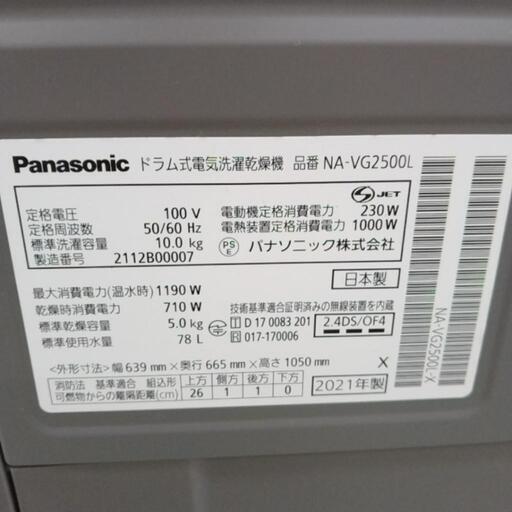 Panasonic ドラム式電気洗濯乾燥機 品番 NA-VG2500L
S JET
定格電圧 100 V 電動機定格消費電力 230 W
定格周波数 50/60 Hz 電熱装置定格消費電力 1000 W
標準洗濯容量 10.0 kg PS E パナソニック株式会社
製造番号 2112B00007
日本製
最大消費電力(温水時) 1190 W
乾燥時消費電力 710 W 技術基準適合証明済みの無線装置を内蔵
標準乾燥容量 5.0 kg T D 17 0083 201 2.4DS/OF4
標準使用水量 78 L R 017-170006
<外形寸法> 幅 639 mm × 奥行 665 mm × 高さ 1050 mm X
消防法 基準適合 組込形 上方 側方 後方 下方
可燃物からの離隔距離(cm) 26 1 1 0
2021年製
NA-VG2500L-X